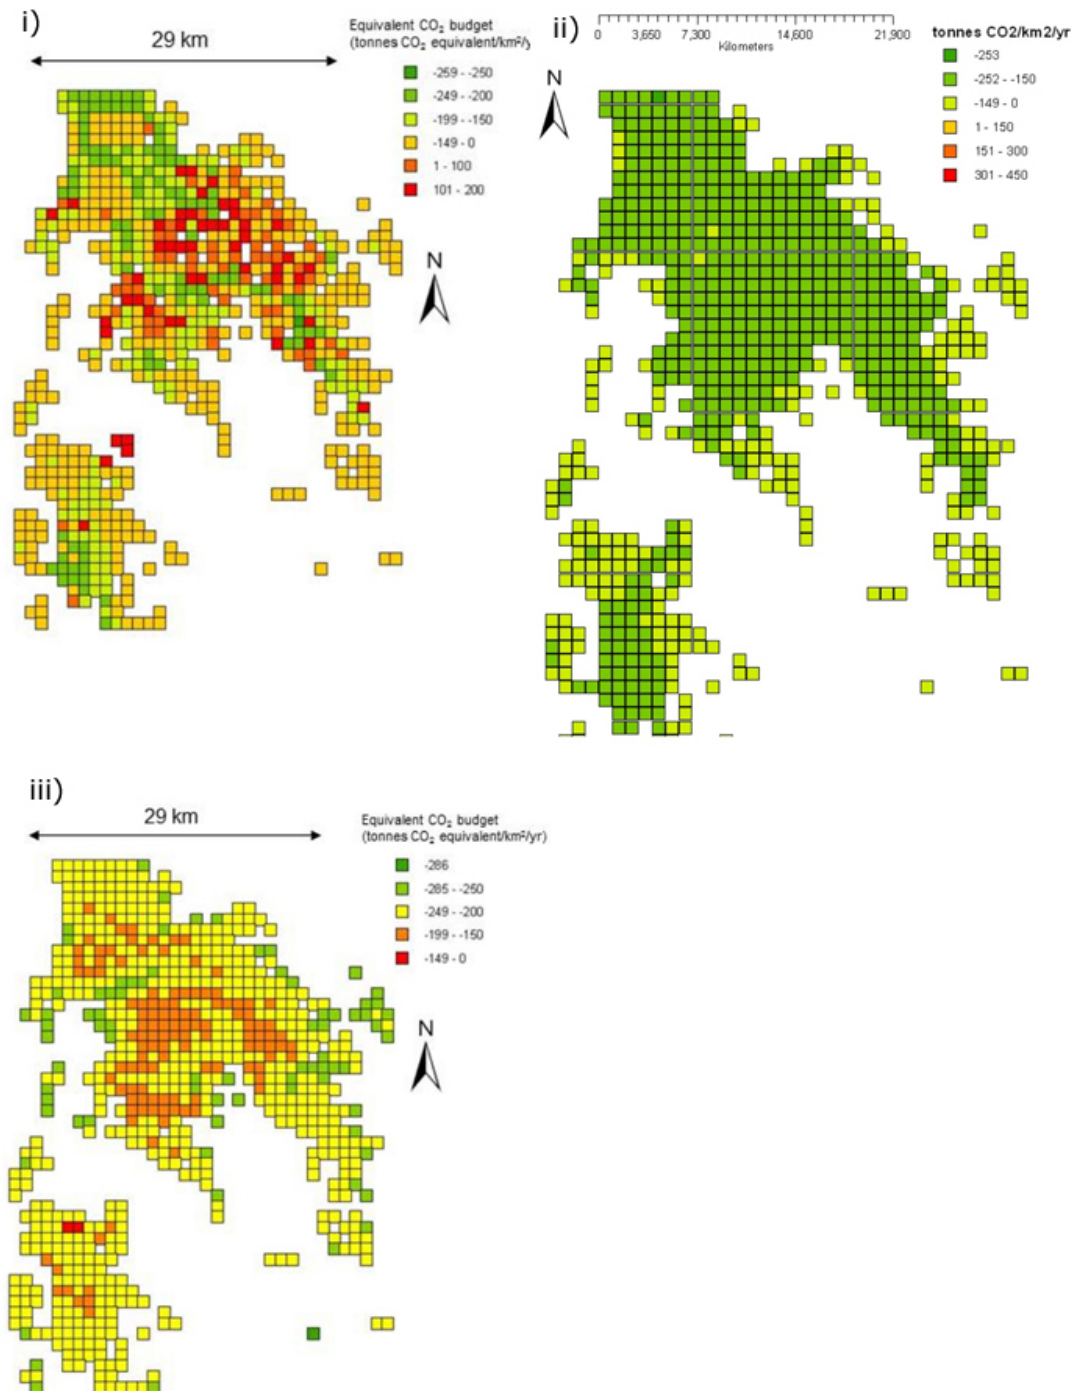 i)
29 km
Equivalent CO₂ budget
(tonnes CO₂ equivalent/km²/y
-259 - -250
-249 - -200
-199 - -150
-149 - 0
1 - 100
101 - 200
N
ii)
0 3,650 7,300 14,600 21,900
Kilometers
tonnes CO2/km2/yr
-253
-252 - -150
-149 - 0
1 - 150
151 - 300
301 - 450
N
iii)
29 km
Equivalent CO₂ budget
(tonnes CO₂ equivalent/km²/yr)
-286
-285 - -250
-249 - -200
-199 - -150
-149 - 0
N